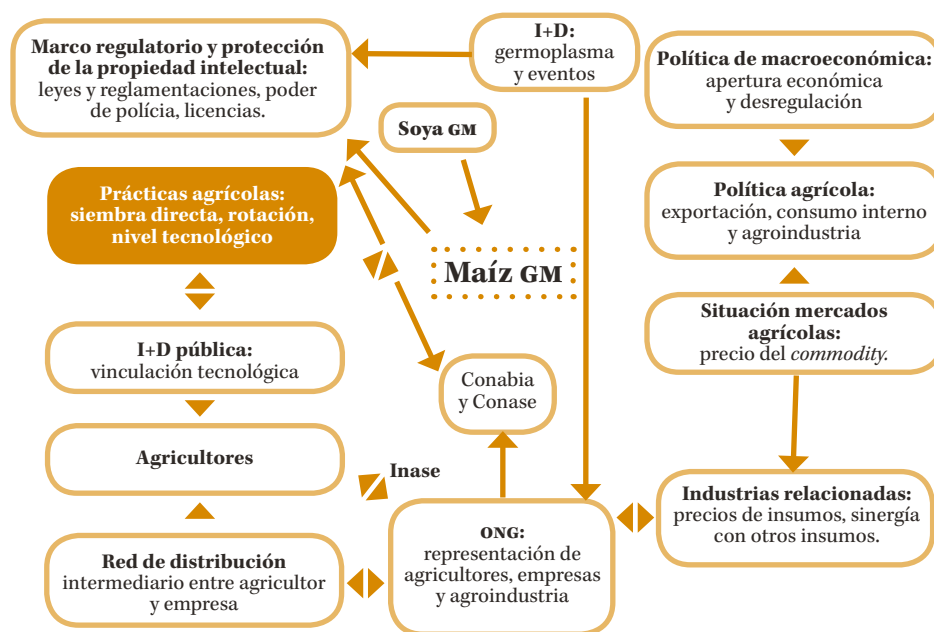 Marco regulatorio y protección
de la propiedad intelectual:
leyes y reglamentaciones, poder
de polícia, licencias.
I+D:
germoplasma
y eventos
Política de macroeconómica:
apertura económica
y desregulación
Soya GM
Prácticas agrícolas:
siembra directa, rotación,
nivel tecnológico
Política agrícola:
exportación, consumo interno
y agroindustria
Maíz GM
Situación mercados
agrícolas:
precio del commodity.
I+D pública:
vinculación tecnológica
Conabia
y Conase
Agricultores
Inase
Industrias relacionadas:
precios de insumos, sinergía
con otros insumos.
ONG:
representación de
agricultores, empresas
y agroindustria
Red de distribución
intermediario entre agricultor
y empresa